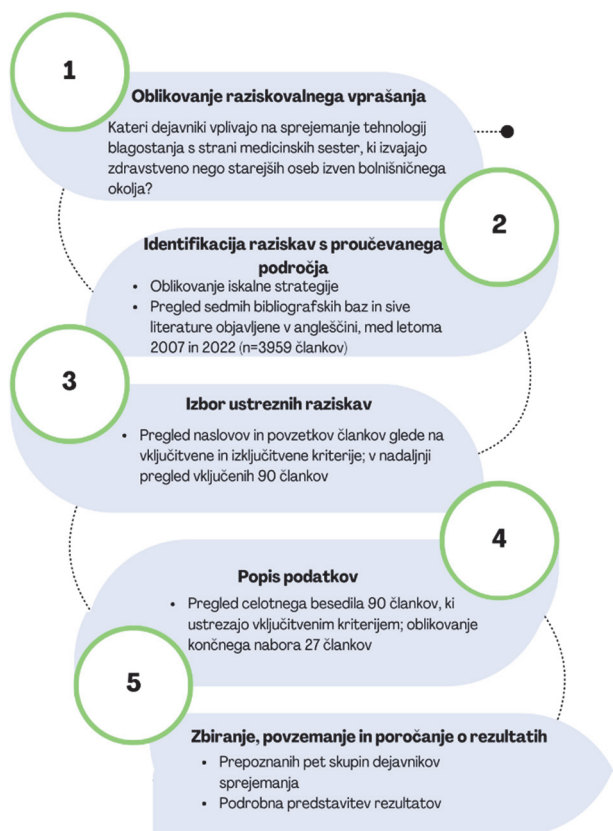 1
Oblikovanje raziskovalnega vprašanja
Kateri dejavniki vplivajo na sprejemanje tehnologij
blagostanja s strani medicinskih sester, ki izvajajo
zdravstveno nego starejših oseb izven bolnišničnega
okolja?
2
Identifikacija raziskav s proučevanega
področja
• Oblikovanje iskalne strategije
• Pregled sedmih bibliografskih baz in sive
literature objavljene v angleščini, med letoma
2007 in 2022 (n=3959 člankov)
3
Izbor ustreznih raziskav
• Pregled naslovov in povzetkov člankov glede na
vključitvene in izključitvene kriterije; v nadaljnji
pregled vključenih 90 člankov
4
Popis podatkov
• Pregled celotnega besedila 90 člankov, ki
ustrezajo vključitvenim kriterijem; oblikovanje
končnega nabora 27 člankov
5
Zbiranje, povzemanje in poročanje o rezultatih
• Prepoznanih pet skupin dejavnikov
sprejemanja
• Podrobna predstavitev rezultatov